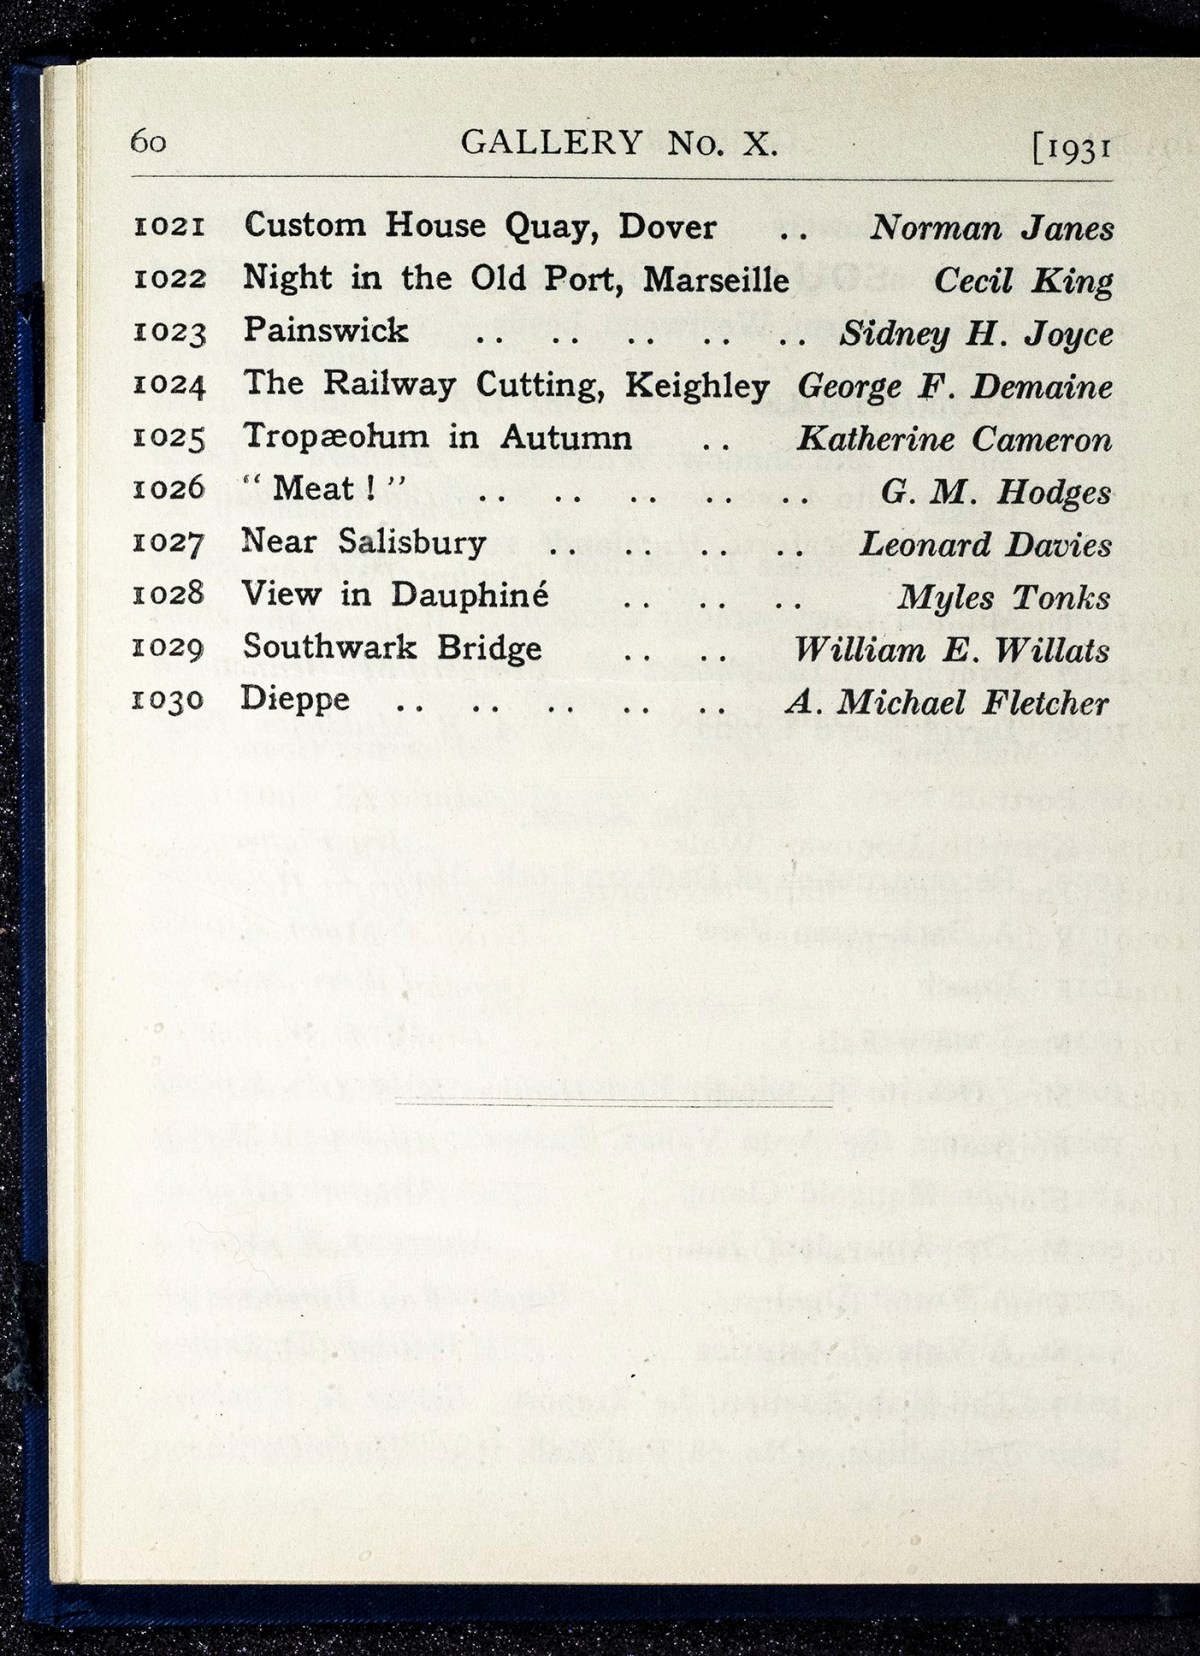 60 GALLERY No. X. [1931
1021 Custom House Quay, Dover .. Norman Janes
1022 Night in the Old Port, Marseille Cecil King
1023 Painswick .. .. .. .. .. Sidney H. Joyce
1024 The Railway Cutting, Keighley George F. Demaine
1025 Tropæolum in Autumn .. Katherine Cameron
1026 “ Meat ! ” .. .. .. .. .. G. M. Hodges
1027 Near Salisbury .. .. .. .. Leonard Davies
1028 View in Dauphiné .. .. .. Myles Tonks
1029 Southwark Bridge .. .. William E. Willats
1030 Dieppe .. .. .. .. .. A. Michael Fletcher